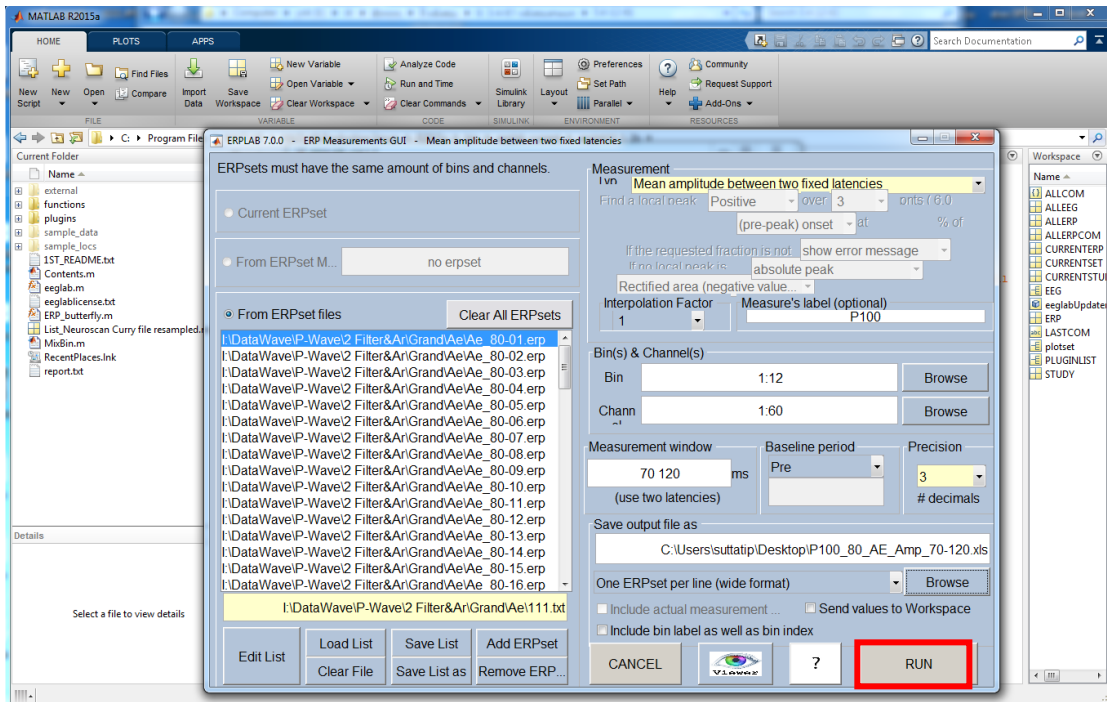 MATLAB R2015a
HOME PLOTS APPS
Search Documentation
New Script
New
Open
Find Files
Compare
Import Data
Save Workspace
New Variable
Open Variable
Clear Workspace
Analyze Code
Run and Time
Clear Commands
Simulink Library
Layout
Preferences
Set Path
Parallel
Help
Community
Request Support
Add-Ons
FILE VARIABLE CODE SIMULINK ENVIRONMENT RESOURCES
C: Program File
Current Folder
Name
external
functions
plugins
sample_data
sample_locs
1ST_README.txt
Contents.m
eeglab.m
eeglablicense.txt
ERP_butterfly.m
List_Neuroscan Curry file resampled.
MixBin.m
RecentPlaces.lnk
report.txt
Details
Select a file to view details
ERPLAB 7.0.0 - ERP Measurements GUI - Mean amplitude between two fixed latencies
ERPsets must have the same amount of bins and channels.
Current ERPset
From ERPset M... no erpset
From ERPset files Clear All ERPsets
I:\DataWave\P-Wave\2 Filter&Ar\Grand\Ae\Ae_80-01.erp
I:\DataWave\P-Wave\2 Filter&Ar\Grand\Ae\Ae_80-02.erp
I:\DataWave\P-Wave\2 Filter&Ar\Grand\Ae\Ae_80-03.erp
I:\DataWave\P-Wave\2 Filter&Ar\Grand\Ae\Ae_80-04.erp
I:\DataWave\P-Wave\2 Filter&Ar\Grand\Ae\Ae_80-05.erp
I:\DataWave\P-Wave\2 Filter&Ar\Grand\Ae\Ae_80-06.erp
I:\DataWave\P-Wave\2 Filter&Ar\Grand\Ae\Ae_80-07.erp
I:\DataWave\P-Wave\2 Filter&Ar\Grand\Ae\Ae_80-08.erp
I:\DataWave\P-Wave\2 Filter&Ar\Grand\Ae\Ae_80-09.erp
I:\DataWave\P-Wave\2 Filter&Ar\Grand\Ae\Ae_80-10.erp
I:\DataWave\P-Wave\2 Filter&Ar\Grand\Ae\Ae_80-11.erp
I:\DataWave\P-Wave\2 Filter&Ar\Grand\Ae\Ae_80-12.erp
I:\DataWave\P-Wave\2 Filter&Ar\Grand\Ae\Ae_80-13.erp
I:\DataWave\P-Wave\2 Filter&Ar\Grand\Ae\Ae_80-14.erp
I:\DataWave\P-Wave\2 Filter&Ar\Grand\Ae\Ae_80-15.erp
I:\DataWave\P-Wave\2 Filter&Ar\Grand\Ae\Ae_80-16.erp
I:\DataWave\P-Wave\2 Filter&Ar\Grand\Ae\111.txt
Edit List
Load List Save List Add ERPset
Clear File Save List as Remove ERP...
Measurement
Mean amplitude between two fixed latencies
Find a local peak Positive over 3 pnts (6.0
(pre-peak) onset at % of
If the requested fraction is not show error message
If no local peak is absolute peak
Rectified area (negative value...
Interpolation Factor Measure's label (optional)
1 P100
Bin(s) & Channel(s)
Bin 1:12 Browse
Chann 1:60 Browse
Measurement window Baseline period Precision
70 120 ms Pre 3
(use two latencies) # decimals
Save output file as
C:\Users\suttatip\Desktop\P100_80_AE_Amp_70-120.xls
One ERPset per line (wide format) Browse
Include actual measurement ... Send values to Workspace
Include bin label as well as bin index
CANCEL Viewer ? RUN
Workspace
Name
ALLCOM
ALLEEG
ALLERP
ALLERPCOM
CURRENTERP
CURRENTSET
CURRENTSTU
EEG
eeglabUpdater
ERP
LASTCOM
plotset
PLUGINLIST
STUDY